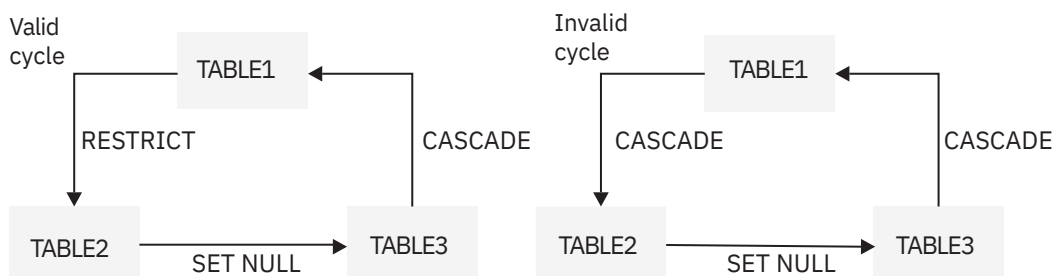 Valid
cycle
TABLE1
RESTRICT
CASCADE
TABLE2
SET NULL
TABLE3
Invalid
cycle
TABLE1
CASCADE
CASCADE
TABLE2
SET NULL
TABLE3